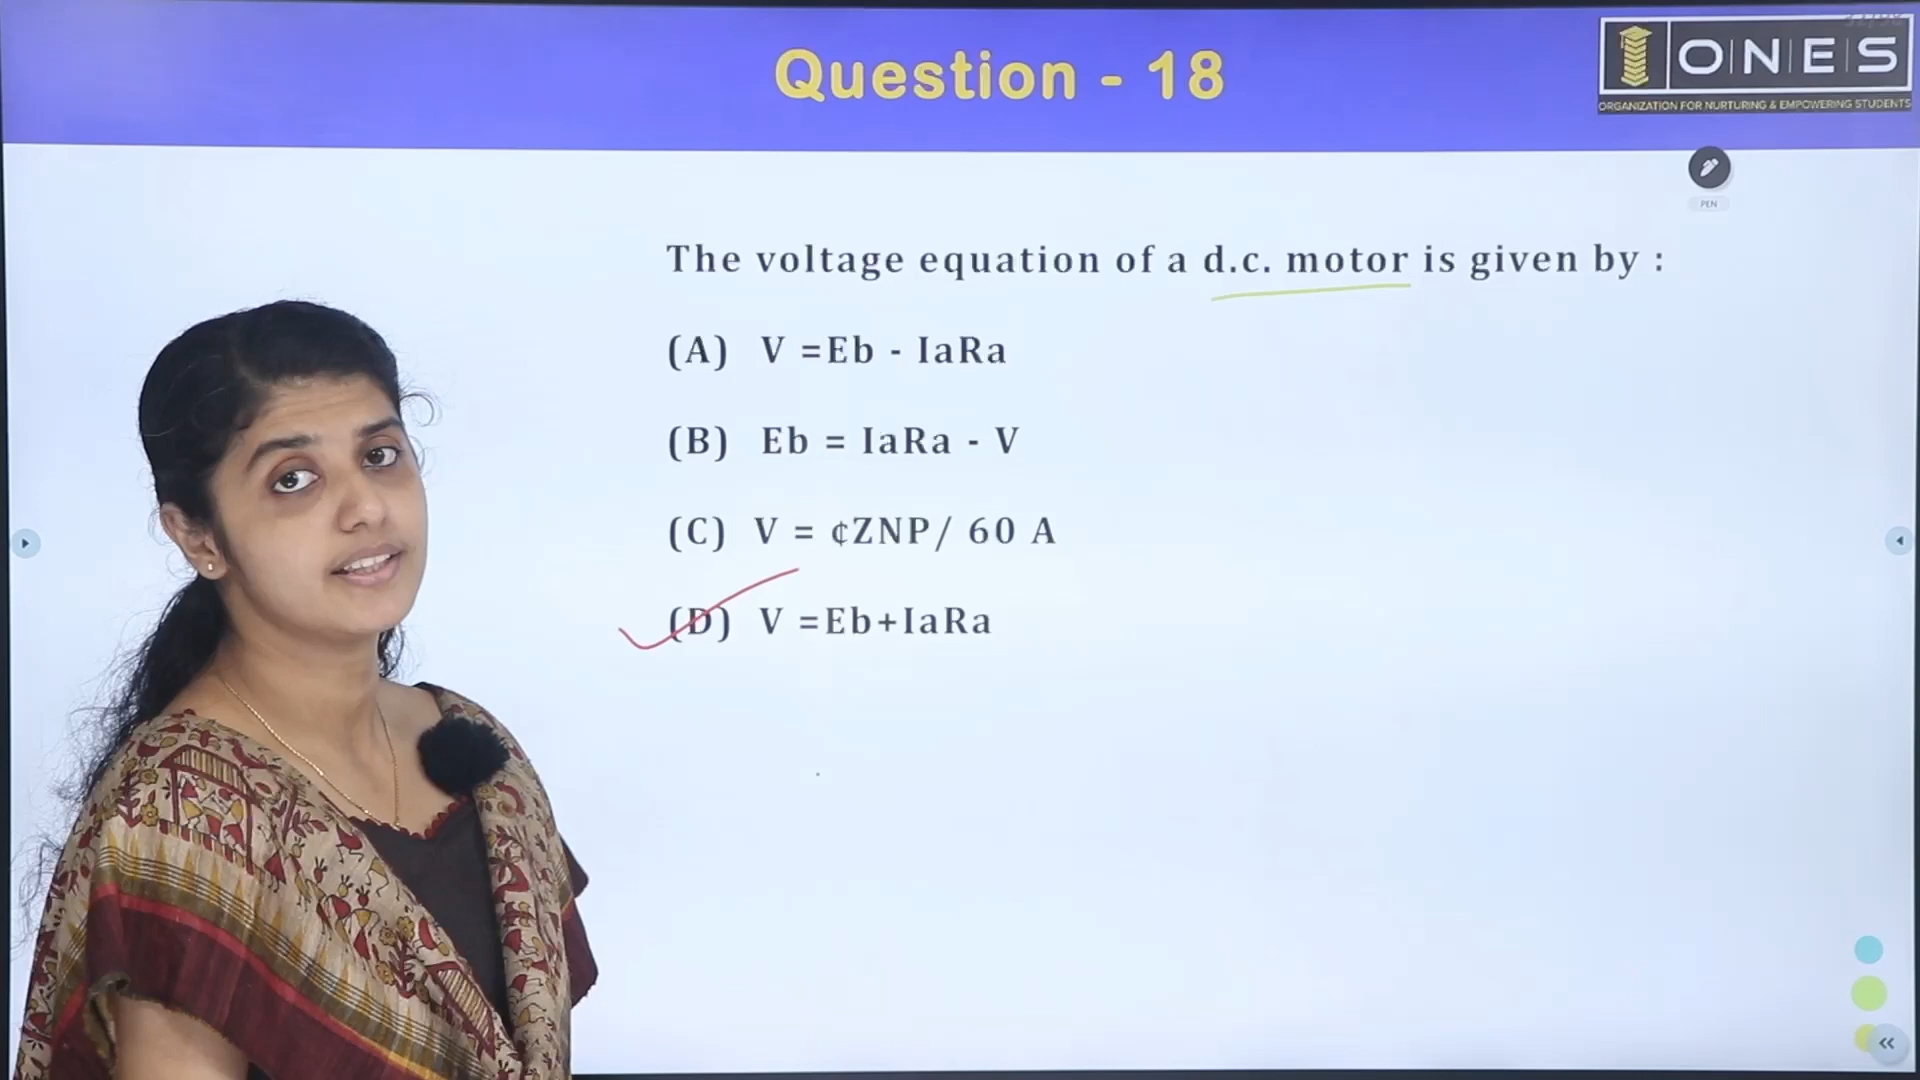 Question - 18
O|N|E|S
ORGANIZATION FOR NURTURING & EMPOWERING STUDENTS
PEN
The voltage equation of a d.c. motor is given by :
(A) V =Eb - IaRa
(B) Eb = IaRa - V
(C) V = ¢ZNP/ 60 A
(D) V =Eb+IaRa